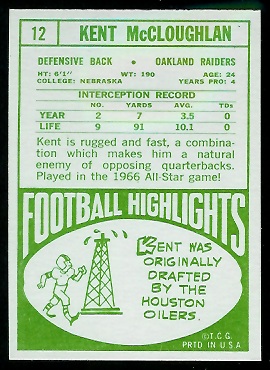 12 KENT McCLOUGHLAN
DEFENSIVE BACK • OAKLAND RAIDERS
HT: 6'1" WT: 190 AGE: 24
COLLEGE: NEBRASKA YEARS PRO: 4
INTERCEPTION RECORD
NO. YARDS AVG. TDs
YEAR 2 7 3.5 0
LIFE 9 91 10.1 0
Kent is rugged and fast, a combina-
tion which makes him a natural
enemy of opposing quarterbacks.
Played in the 1966 All-Star game!
FOOTBALL HIGHLIGHTS
KENT WAS
ORIGINALLY
DRAFTED
BY THE
HOUSTON
OILERS.
©T.C.G.
PRTD IN U.S.A.